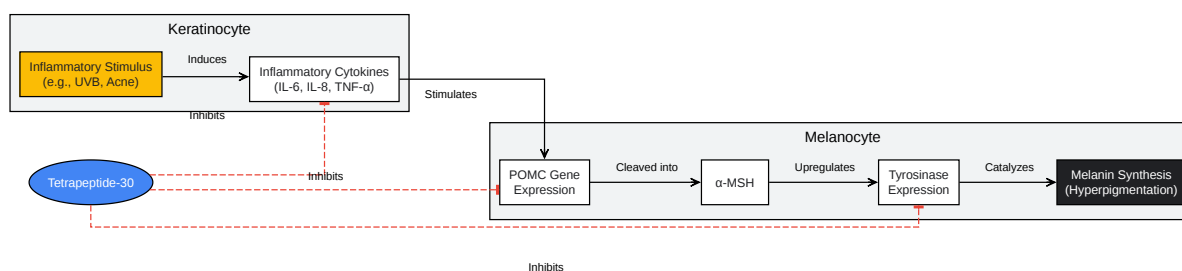 Keratinocyte
Inflammatory Stimulus
(e.g., UVB, Acne)
Induces
Inflammatory Cytokines
(IL-6, IL-8, TNF-α)
Stimulates
Inhibits
Melanocyte
POMC Gene
Expression
Cleaved into
α-MSH
Upregulates
Tyrosinase
Expression
Catalyzes
Melanin Synthesis
(Hyperpigmentation)
Tetrapeptide-30
Inhibits
Inhibits